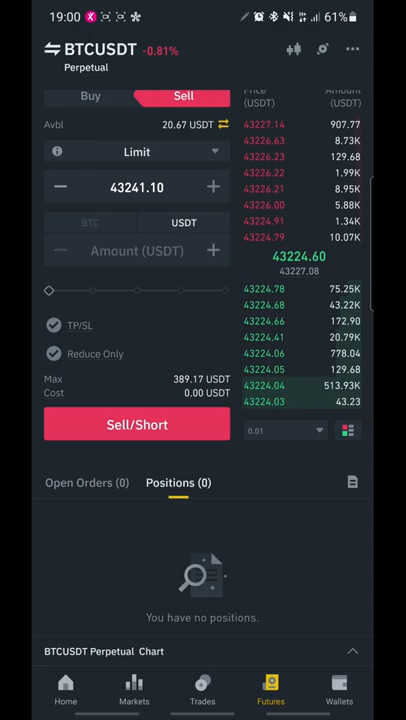 19:00
61%
BTCUSDT -0.81%
Perpetual
Buy Sell
Avbl 20.67 USDT
Limit
43241.10
BTC USDT
Amount (USDT)
TP/SL
Reduce Only
Max 389.17 USDT
Cost 0.00 USDT
Sell/Short
Price Amount
(USDT) (USDT)
43227.14 907.77
43226.63 8.73K
43226.23 129.68
43226.22 1.99K
43226.21 8.95K
43226.00 5.88K
43224.91 1.34K
43224.79 10.07K
43224.60
43227.08
43224.78 75.25K
43224.68 43.22K
43224.66 172.90
43224.41 20.79K
43224.06 778.04
43224.05 129.68
43224.04 513.93K
43224.03 43.23
0.01
Open Orders (0) Positions (0)
You have no positions.
BTCUSDT Perpetual Chart
Home Markets Trades Futures Wallets